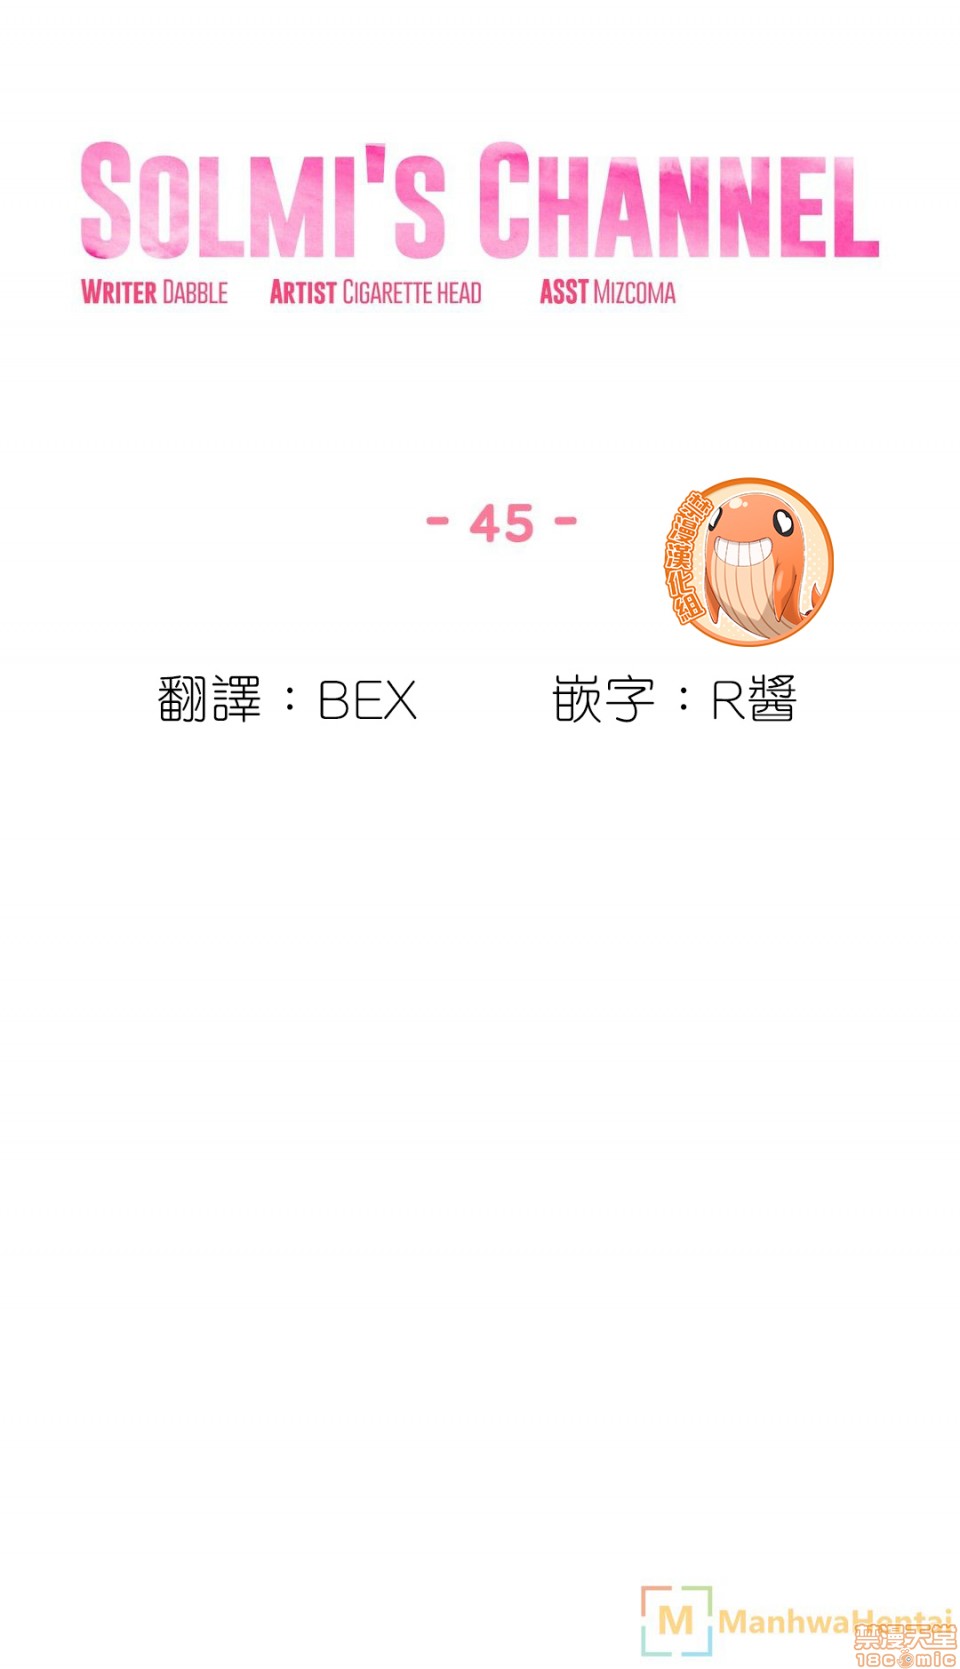 SOLMI'S CHANNEL
WRITER DABBLE ARTIST CIGARETTE HEAD ASST MIZCOMA
- 45 -
漢化組
翻譯：BEX 嵌字：R醬
M ManhwaHentai
禁漫天堂
18comic